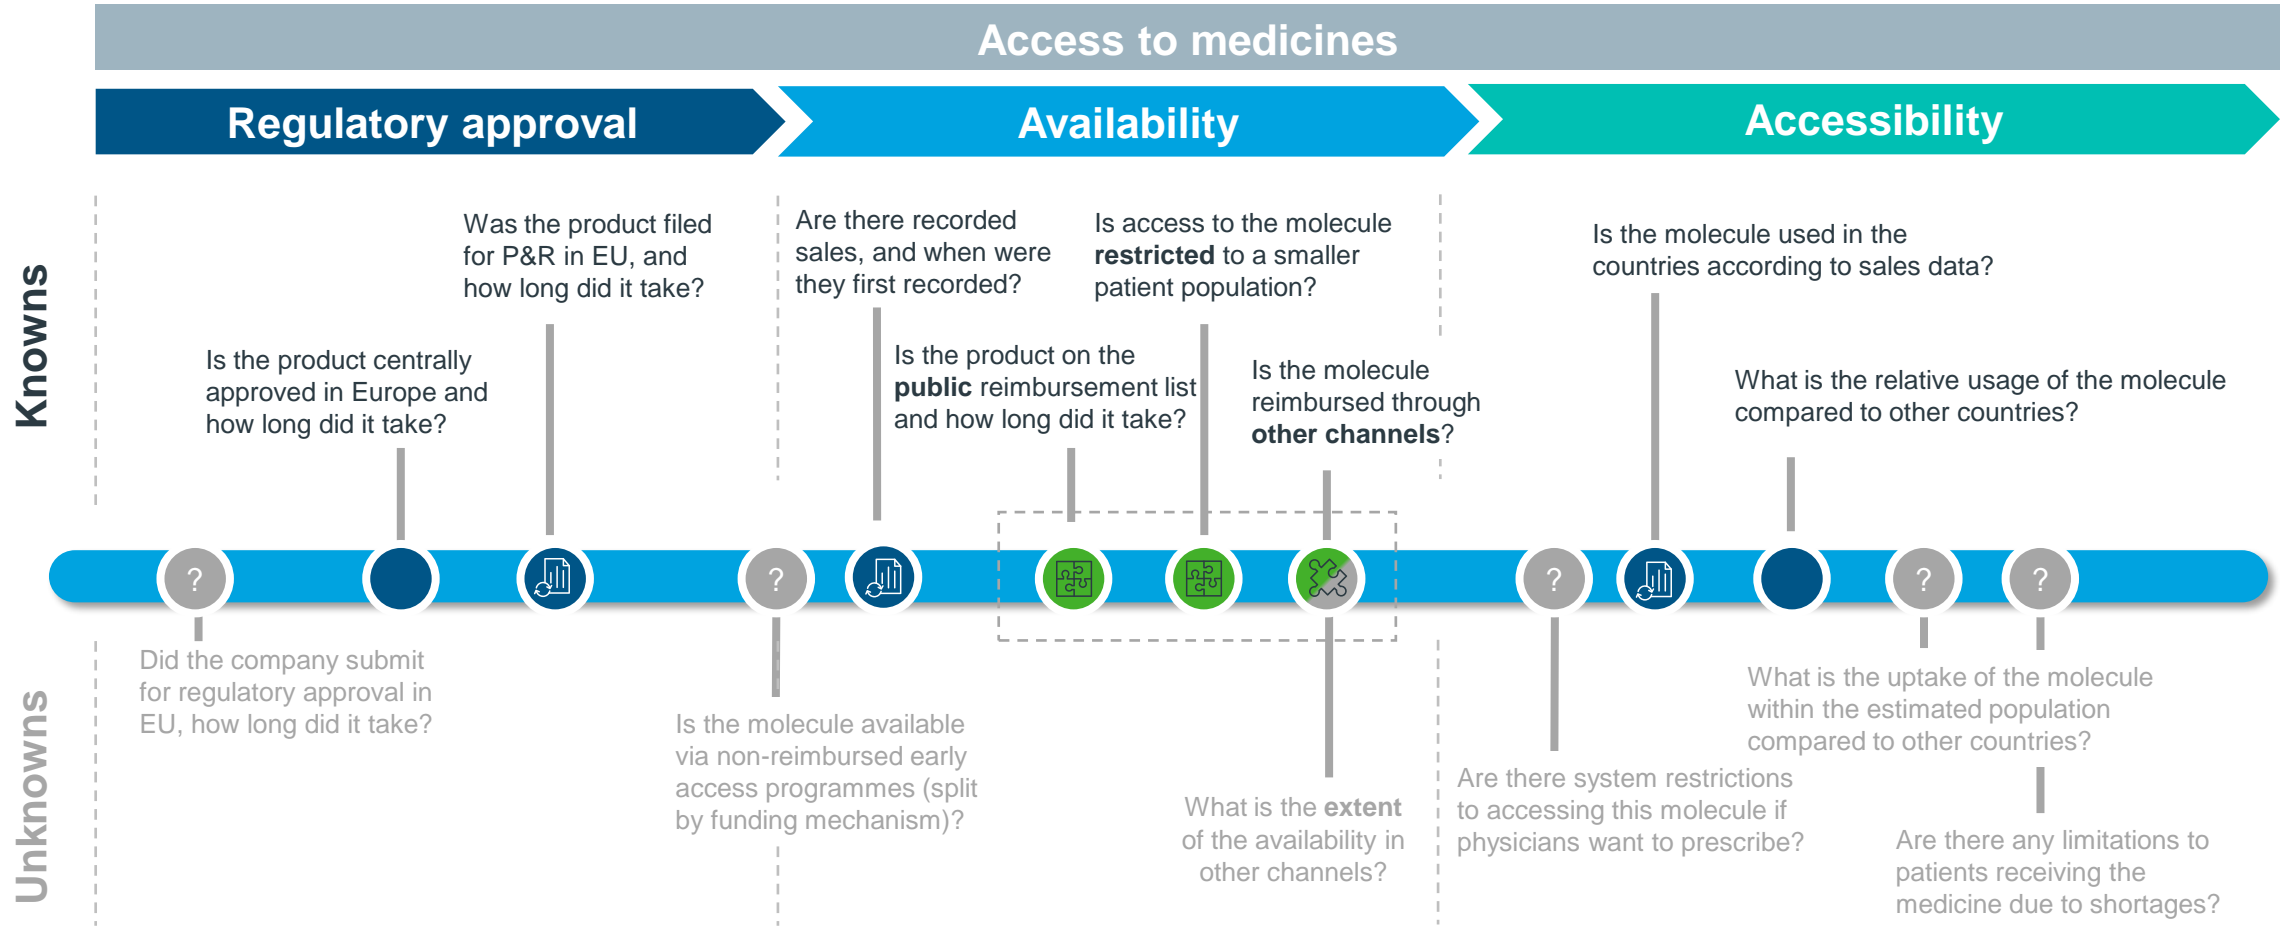 Access to medicines
Regulatory approval
Availability
Accessibility
Knowns
Is the product centrally
approved in Europe and
how long did it take?
Was the product filed
for P&R in EU, and
how long did it take?
Are there recorded
sales, and when were
they first recorded?
Is the product on the
public reimbursement list
and how long did it take?
Is access to the molecule
restricted to a smaller
patient population?
Is the molecule
reimbursed through
other channels?
Is the molecule used in the
countries according to sales data?
What is the relative usage of the molecule
compared to other countries?
?
?
?
?
?
Unknowns
Did the company submit
for regulatory approval in
EU, how long did it take?
Is the molecule available
via non-reimbursed early
access programmes (split
by funding mechanism)?
What is the extent
of the availability in
other channels?
Are there system restrictions
to accessing this molecule if
physicians want to prescribe?
What is the uptake of the molecule
within the estimated population
compared to other countries?
Are there any limitations to
patients receiving the
medicine due to shortages?